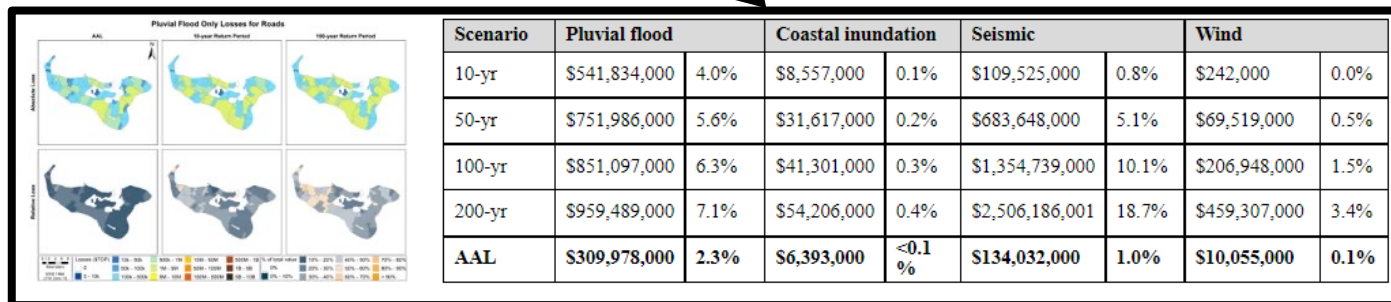 Pluvial Flood Only Losses for Roads
AAL 10-year Return Period 100-year Return Period
N
Absolute Loss
Relative Loss
Losses ($TOP)
% of total value
Scenario Pluvial flood Coastal inundation Seismic Wind
10-yr $541,834,000 4.0% $8,557,000 0.1% $109,525,000 0.8% $242,000 0.0%
50-yr $751,986,000 5.6% $31,617,000 0.2% $683,648,000 5.1% $69,519,000 0.5%
100-yr $851,097,000 6.3% $41,301,000 0.3% $1,354,739,000 10.1% $206,948,000 1.5%
200-yr $959,489,000 7.1% $54,206,000 0.4% $2,506,186,001 18.7% $459,307,000 3.4%
AAL $309,978,000 2.3% $6,393,000 <0.1 % $134,032,000 1.0% $10,055,000 0.1%